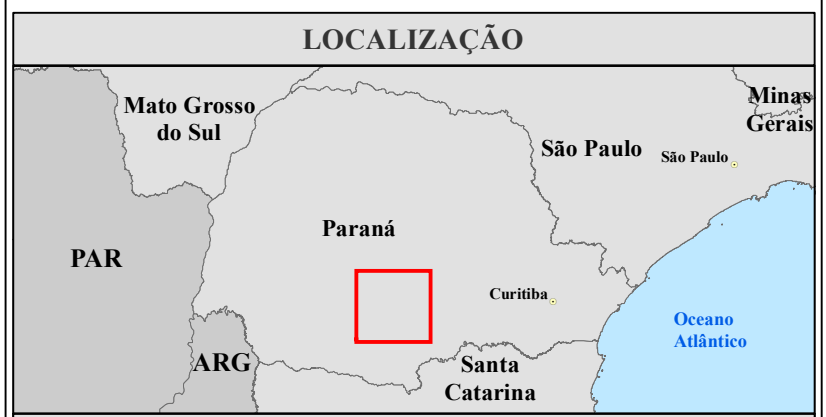 LOCALIZAÇÃO
Mato Grosso
do Sul
Minas
Gerais
São Paulo
São Paulo
Paraná
PAR
Curitiba
Oceano
Atlântico
ARG
Santa
Catarina